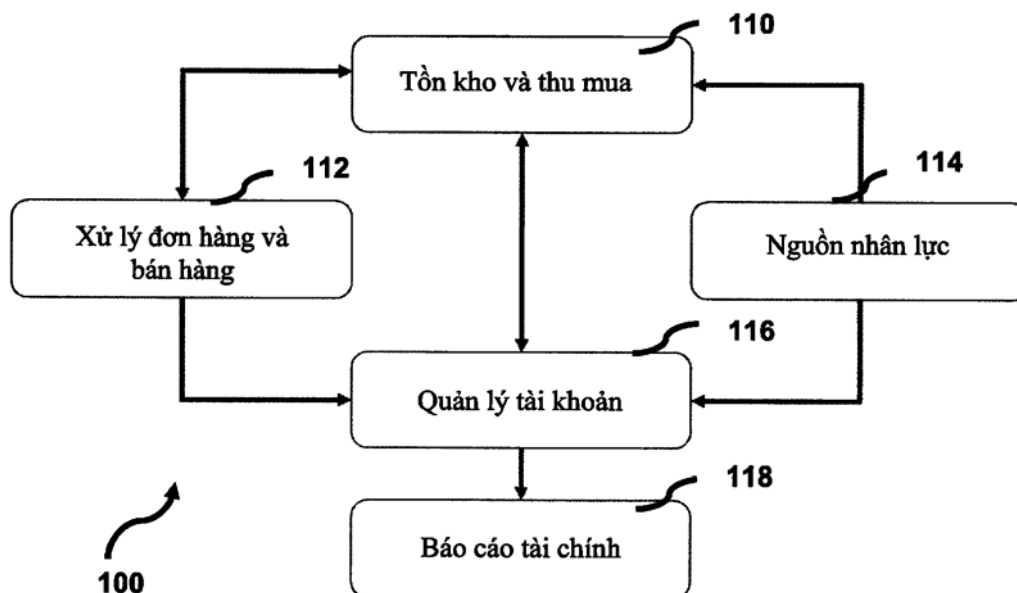 110
Tồn kho và thu mua
112
114
Xử lý đơn hàng và
bán hàng
Nguồn nhân lực
116
Quản lý tài khoản
118
Báo cáo tài chính
100